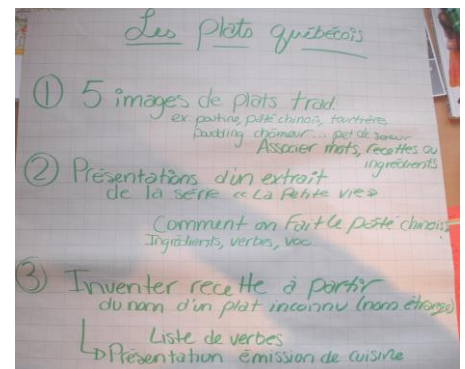 Les plats québécois
① 5 images de plats trad.
ex poutine, pâté chinois, tourtière,
pouding chômeur... pet de soeur
Associer mots, recettes ou
ingrédients
② Présentations d'un extrait
de la série « La petite vie »
Comment on fait le pâté chinois
Ingrédients, verbes, voc.
③ Inventer recette à partir
du nom d'un plat inconnu (nom étrange)
Liste de verbes
Présentation émission de cuisine